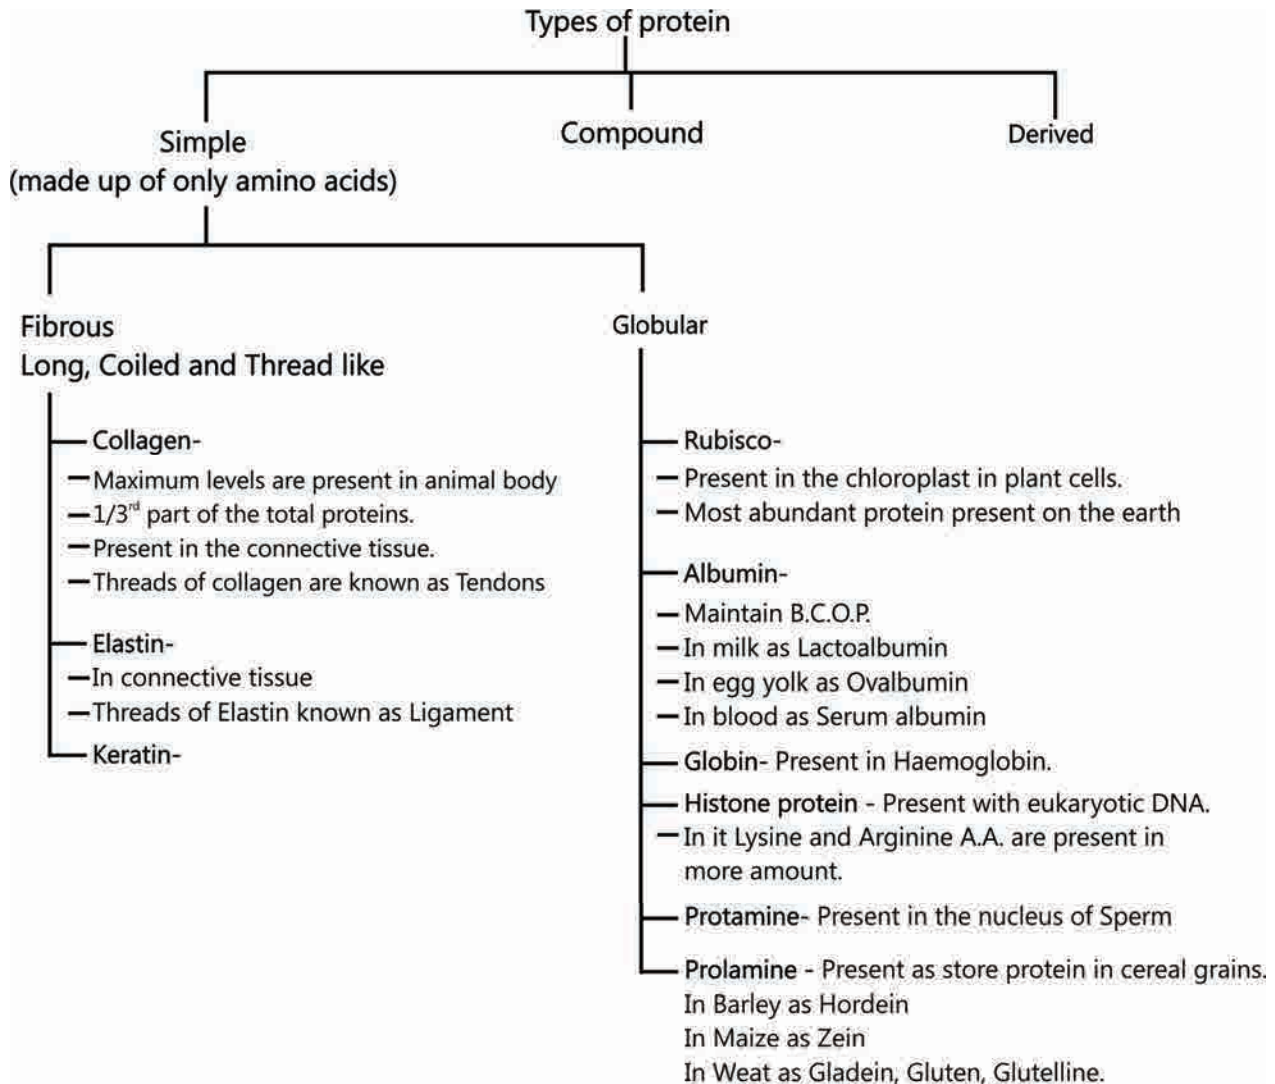 Types of protein
Simple
(made up of only amino acids)
Compound
Derived
Fibrous
Long, Coiled and Thread like
Collagen-
Maximum levels are present in animal body
1/3rd part of the total proteins.
Present in the connective tissue.
Threads of collagen are known as Tendons
Elastin-
In connective tissue
Threads of Elastin known as Ligament
Keratin-
Globular
Rubisco-
Present in the chloroplast in plant cells.
Most abundant protein present on the earth
Albumin-
Maintain B.C.O.P.
In milk as Lactoalbumin
In egg yolk as Ovalbumin
In blood as Serum albumin
Globin- Present in Haemoglobin.
Histone protein - Present with eukaryotic DNA.
In it Lysine and Arginine A.A. are present in
more amount.
Protamine- Present in the nucleus of Sperm
Prolamine - Present as store protein in cereal grains.
In Barley as Hordein
In Maize as Zein
In Weat as Gladein, Gluten, Glutelline.